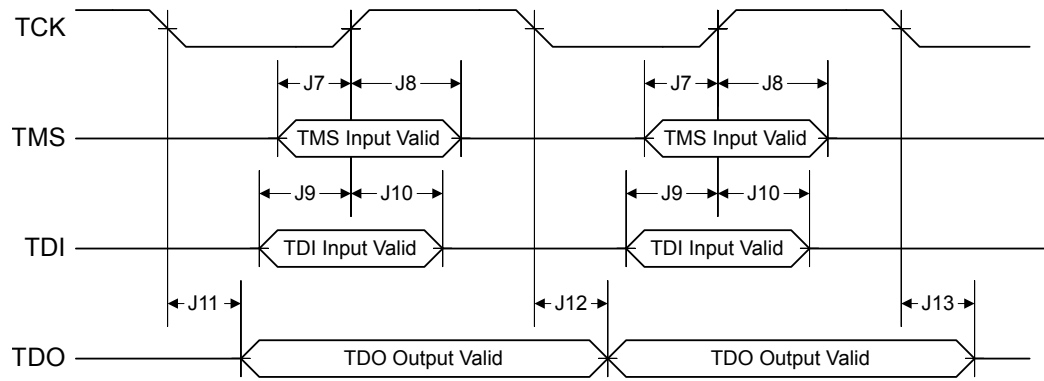 TCK
J7 J8 J7 J8
TMS TMS Input Valid TMS Input Valid
J9 J10 J9 J10
TDI TDI Input Valid TDI Input Valid
J11 J12 J13
TDO TDO Output Valid TDO Output Valid